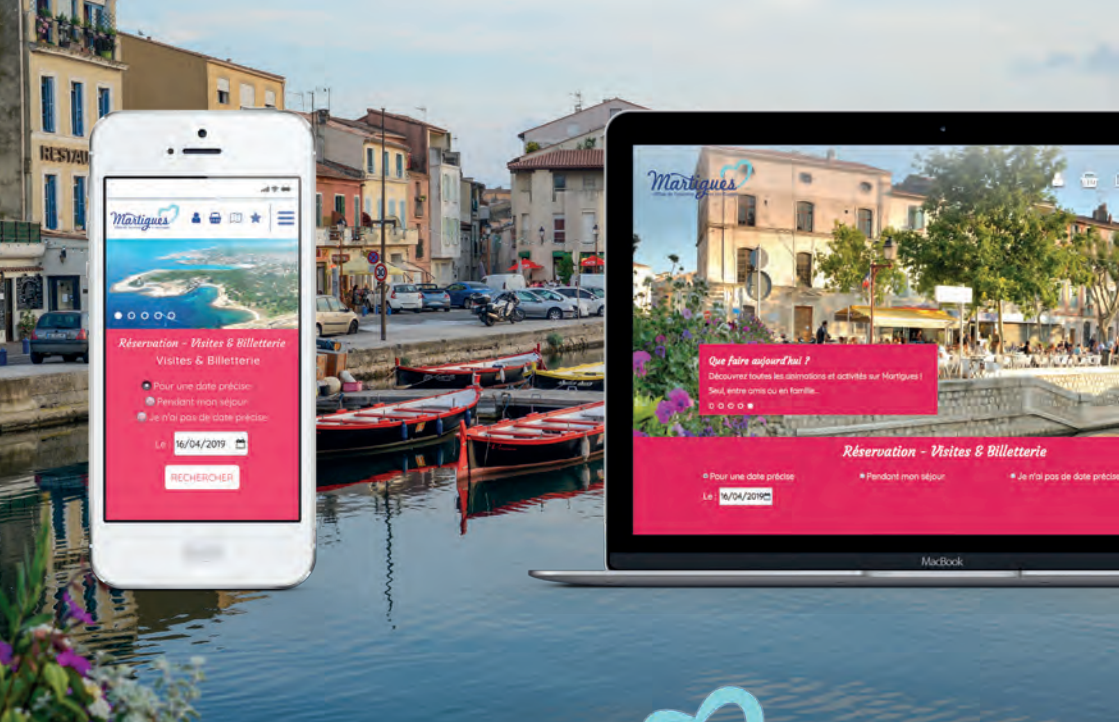 RESTAU
Martigues
Réservation - Visites & Billetterie
Visites & Billetterie
Pour une date précise
Pendant mon séjour
Je n'ai pas de date précise
Le 16/04/2019
RECHERCHER
Martigues
Que faire aujourd'hui ?
Découvrez toutes les animations et activités sur Martigues !
Seul, entre amis ou en famille...
Réservation - Visites & Billetterie
Pour une date précise
Pendant mon séjour
Je n'ai pas de date précise
Le : 16/04/2019
MacBook